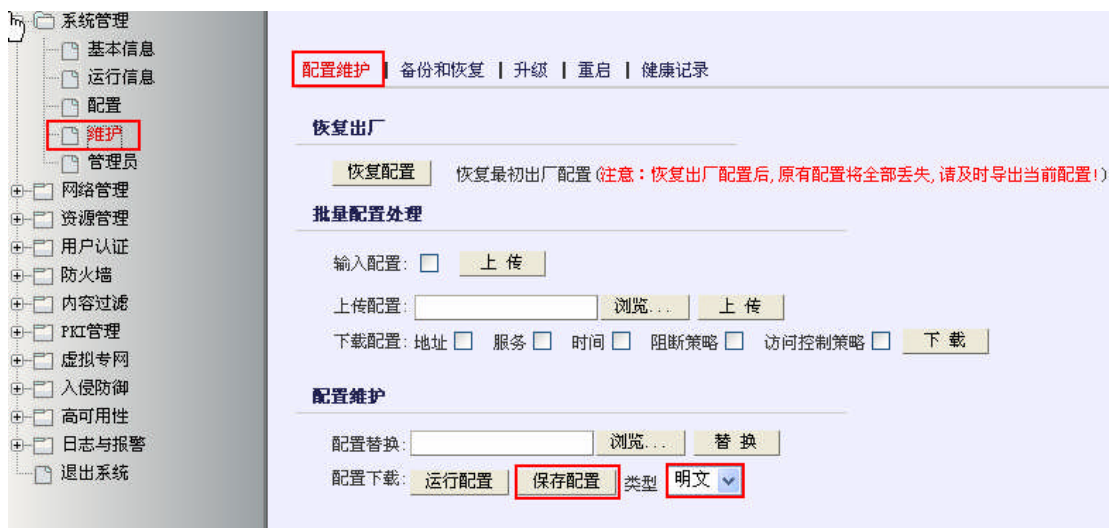 系统管理
基本信息
运行信息
配置
维护
管理员
网络管理
资源管理
用户认证
防火墙
内容过滤
PKI管理
虚拟专网
入侵防御
高可用性
日志与报警
退出系统
配置维护 | 备份和恢复 | 升级 | 重启 | 健康记录
恢复出厂
恢复配置 恢复最初出厂配置(注意:恢复出厂配置后,原有配置将全部丢失,请及时导出当前配置!)
批量配置处理
输入配置: 上 传
上传配置: 浏览... 上 传
下载配置: 地址 服务 时间 阻断策略 访问控制策略 下 载
配置维护
配置替换: 浏览... 替 换
配置下载: 运行配置 保存配置 类型 明文